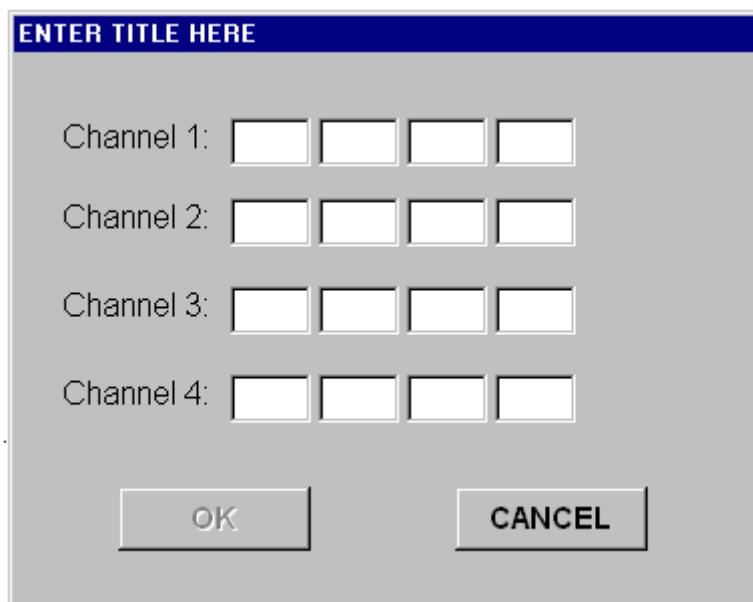 ENTER TITLE HERE
Channel 1:
Channel 2:
Channel 3:
Channel 4:
OK CANCEL